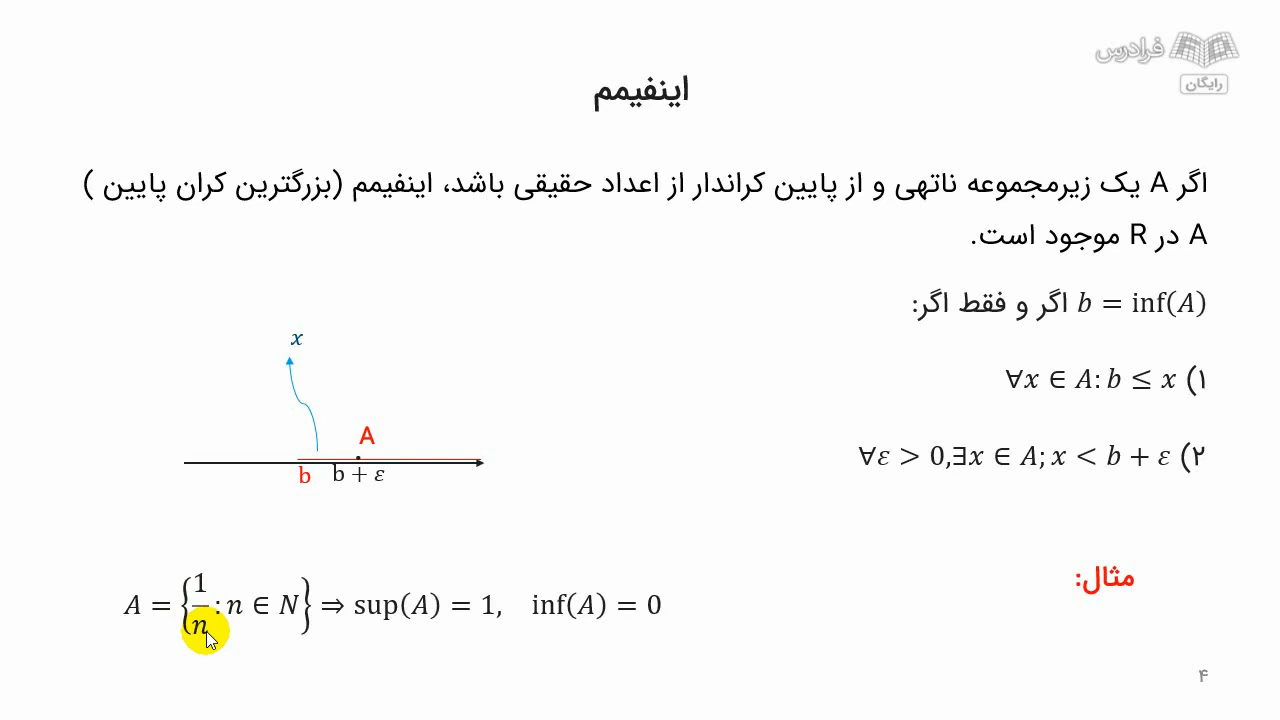 فرادرس
رایگان
اینفیمم
اگر A یک زیرمجموعه ناتهی و از پایین کراندار از اعداد حقیقی باشد، اینفیمم (بزرگترین کران پایین )
A در R موجود است.
b = inf(A) اگر و فقط اگر:
۱) ∀x ∈ A: b ≤ x
۲) ∀ε > 0,∃x ∈ A; x < b + ε
x
A
b b + ε
مثال:
A = {1/n : n ∈ N} ⇒ sup(A) = 1, inf(A) = 0
۴